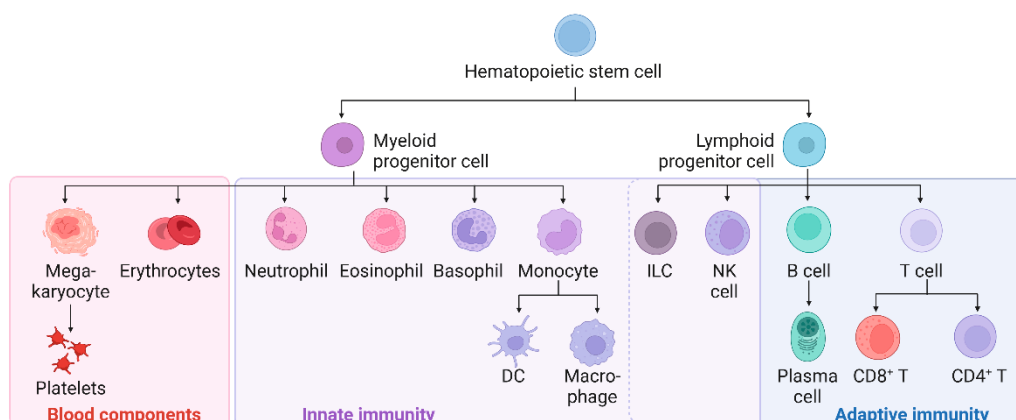 Hematopoietic stem cell
Myeloid
progenitor cell
Lymphoid
progenitor cell
Mega-
karyocyte
Erythrocytes
Neutrophil
Eosinophil
Basophil
Monocyte
ILC
NK
cell
B cell
T cell
Platelets
DC
Macro-
phage
Plasma
cell
CD8⁺ T
CD4⁺ T
Blood components
Innate immunity
Adaptive immunity